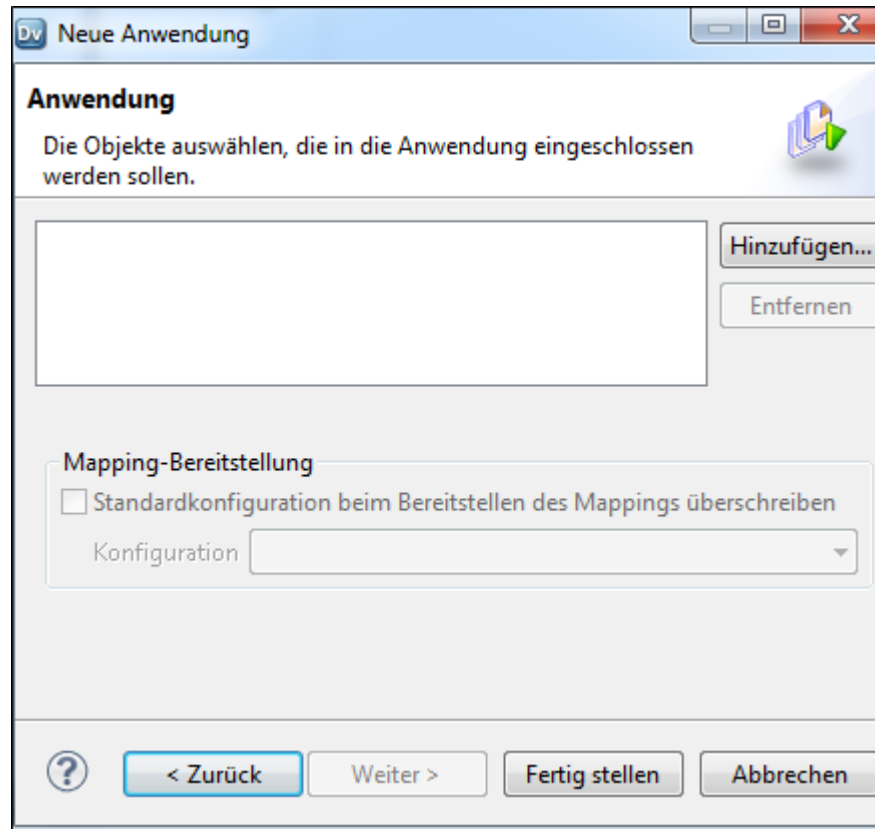 Dv Neue Anwendung
Anwendung
Die Objekte auswählen, die in die Anwendung eingeschlossen
werden sollen.
Hinzufügen...
Entfernen
Mapping-Bereitstellung
Standardkonfiguration beim Bereitstellen des Mappings überschreiben
Konfiguration
? < Zurück Weiter > Fertig stellen Abbrechen